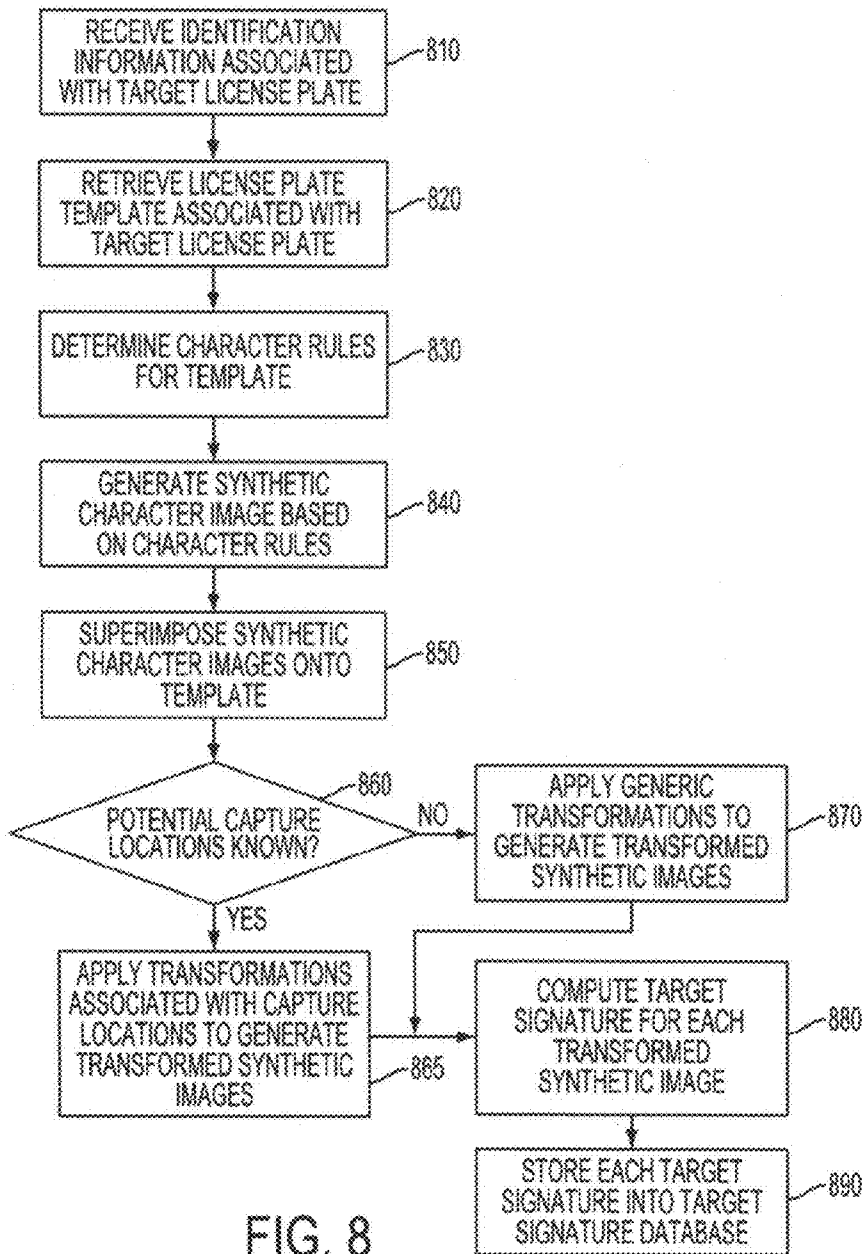 RECEIVE IDENTIFICATION
INFORMATION ASSOCIATED
WITH TARGET LICENSE PLATE
810
RETRIEVE LICENSE PLATE
TEMPLATE ASSOCIATED WITH
TARGET LICENSE PLATE
820
DETERMINE CHARACTER RULES
FOR TEMPLATE
830
GENERATE SYNTHETIC
CHARACTER IMAGE BASED
ON CHARACTER RULES
840
SUPERIMPOSE SYNTHETIC
CHARACTER IMAGES ONTO
TEMPLATE
850
POTENTIAL CAPTURE
LOCATIONS KNOWN?
860
NO
APPLY GENERIC
TRANSFORMATIONS TO
GENERATE TRANSFORMED
SYNTHETIC IMAGES
870
YES
APPLY TRANSFORMATIONS
ASSOCIATED WITH CAPTURE
LOCATIONS TO GENERATE
TRANSFORMED SYNTHETIC
IMAGES
865
COMPUTE TARGET
SIGNATURE FOR EACH
TRANSFORMED
SYNTHETIC IMAGE
880
STORE EACH TARGET
SIGNATURE INTO TARGET
SIGNATURE DATABASE
890
FIG. 8